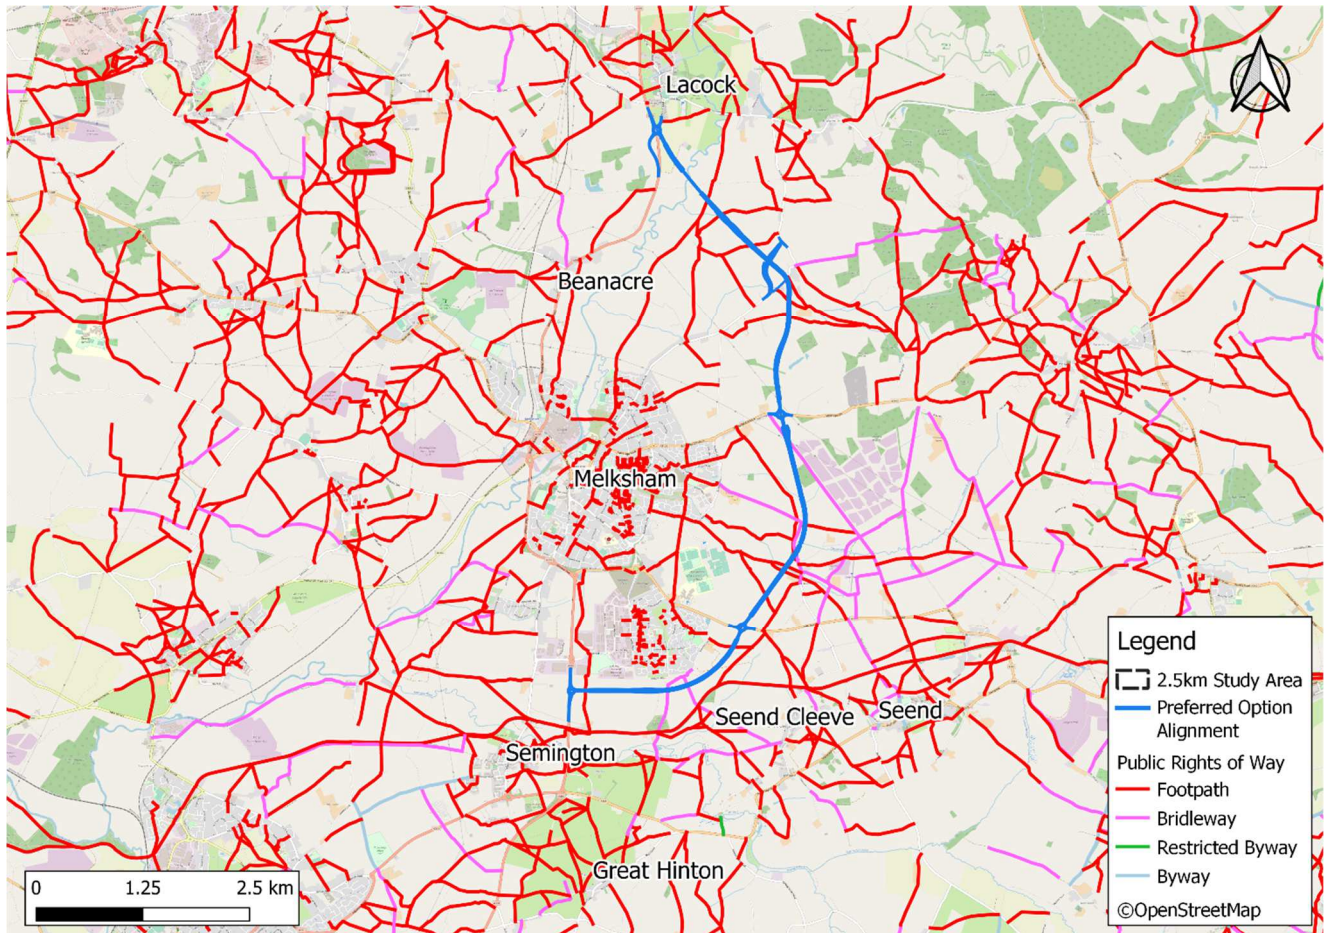 Lacock
Beanacre
Melksham
Seend Cleeve
Seend
Semington
Great Hinton
Legend
2.5km Study Area
Preferred Option
Alignment
Public Rights of Way
Footpath
Bridleway
Restricted Byway
Byway
©OpenStreetMap
0 1.25 2.5 km